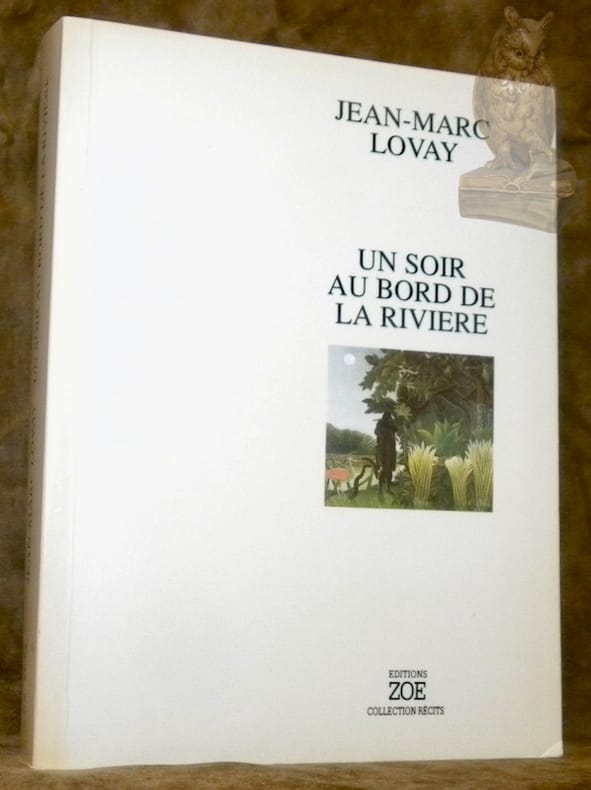 JEAN-MARC
LOVAY
UN SOIR
AU BORD DE
LA RIVIERE
EDITIONS
ZOE
COLLECTION RÉCITS